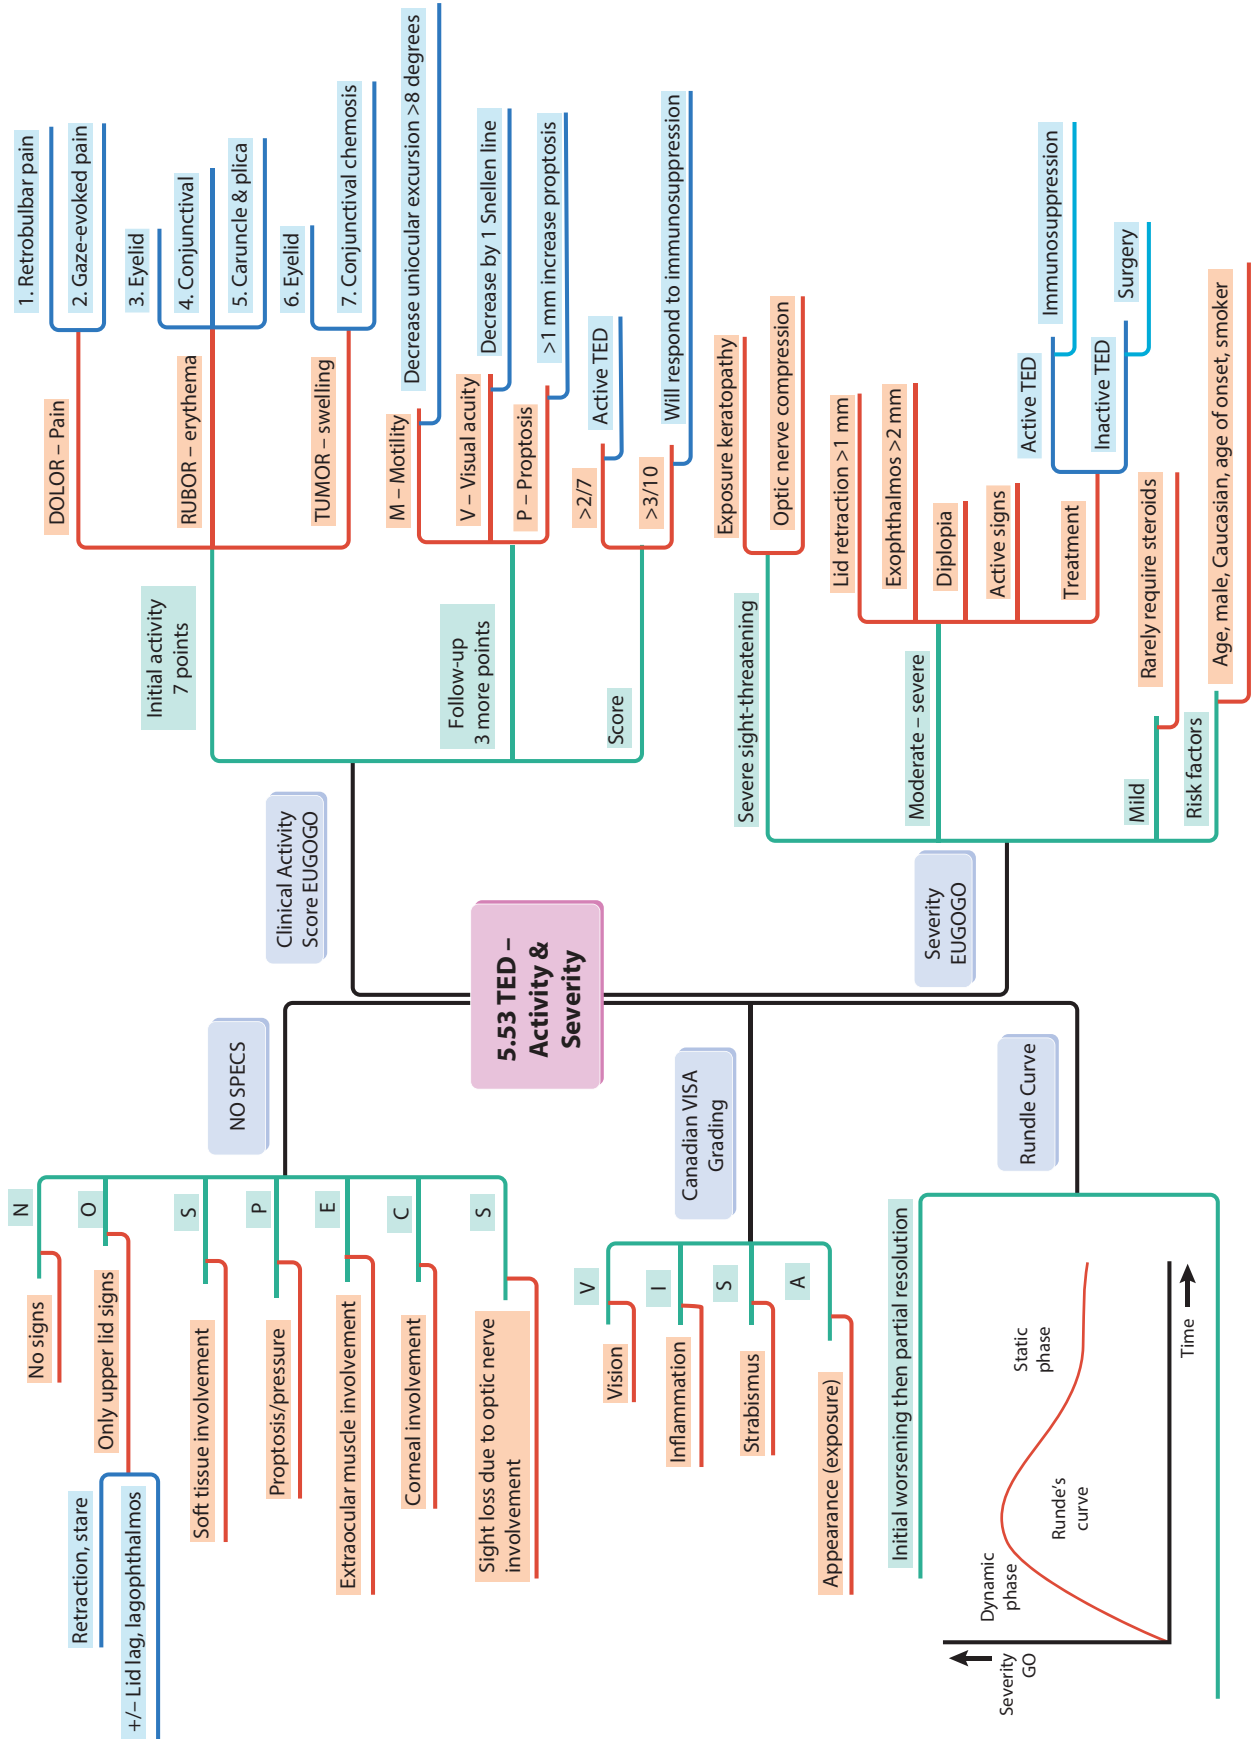 5.53 TED –
Activity &
Severity
NO SPECS
N
No signs
O
Only upper lid signs
Retraction, stare
+/– Lid lag, lagophthalmos
S
Soft tissue involvement
P
Proptosis/pressure
E
Extraocular muscle involvement
C
Corneal involvement
S
Sight loss due to optic nerve
involvement
Canadian VISA
Grading
V
Vision
I
Inflammation
S
Strabismus
A
Appearance (exposure)
Rundle Curve
Initial worsening then partial resolution
Severity
GO
Dynamic
phase
Runde's
curve
Static
phase
Time
Clinical Activity
Score EUGOGO
Initial activity
7 points
DOLOR – Pain
1. Retrobulbar pain
2. Gaze-evoked pain
RUBOR – erythema
3. Eyelid
4. Conjunctival
5. Caruncle & plica
TUMOR – swelling
6. Eyelid
7. Conjunctival chemosis
Follow-up
3 more points
M – Motility
Decrease uniocular excursion >8 degrees
V – Visual acuity
Decrease by 1 Snellen line
P – Proptosis
>1 mm increase proptosis
Score
>2/7
Active TED
>3/10
Will respond to immunosuppression
Severity
EUGOGO
Severe sight-threatening
Exposure keratopathy
Optic nerve compression
Moderate – severe
Lid retraction >1 mm
Exophthalmos >2 mm
Diplopia
Active signs
Treatment
Active TED
Immunosuppression
Inactive TED
Surgery
Mild
Rarely require steroids
Risk factors
Age, male, Caucasian, age of onset, smoker